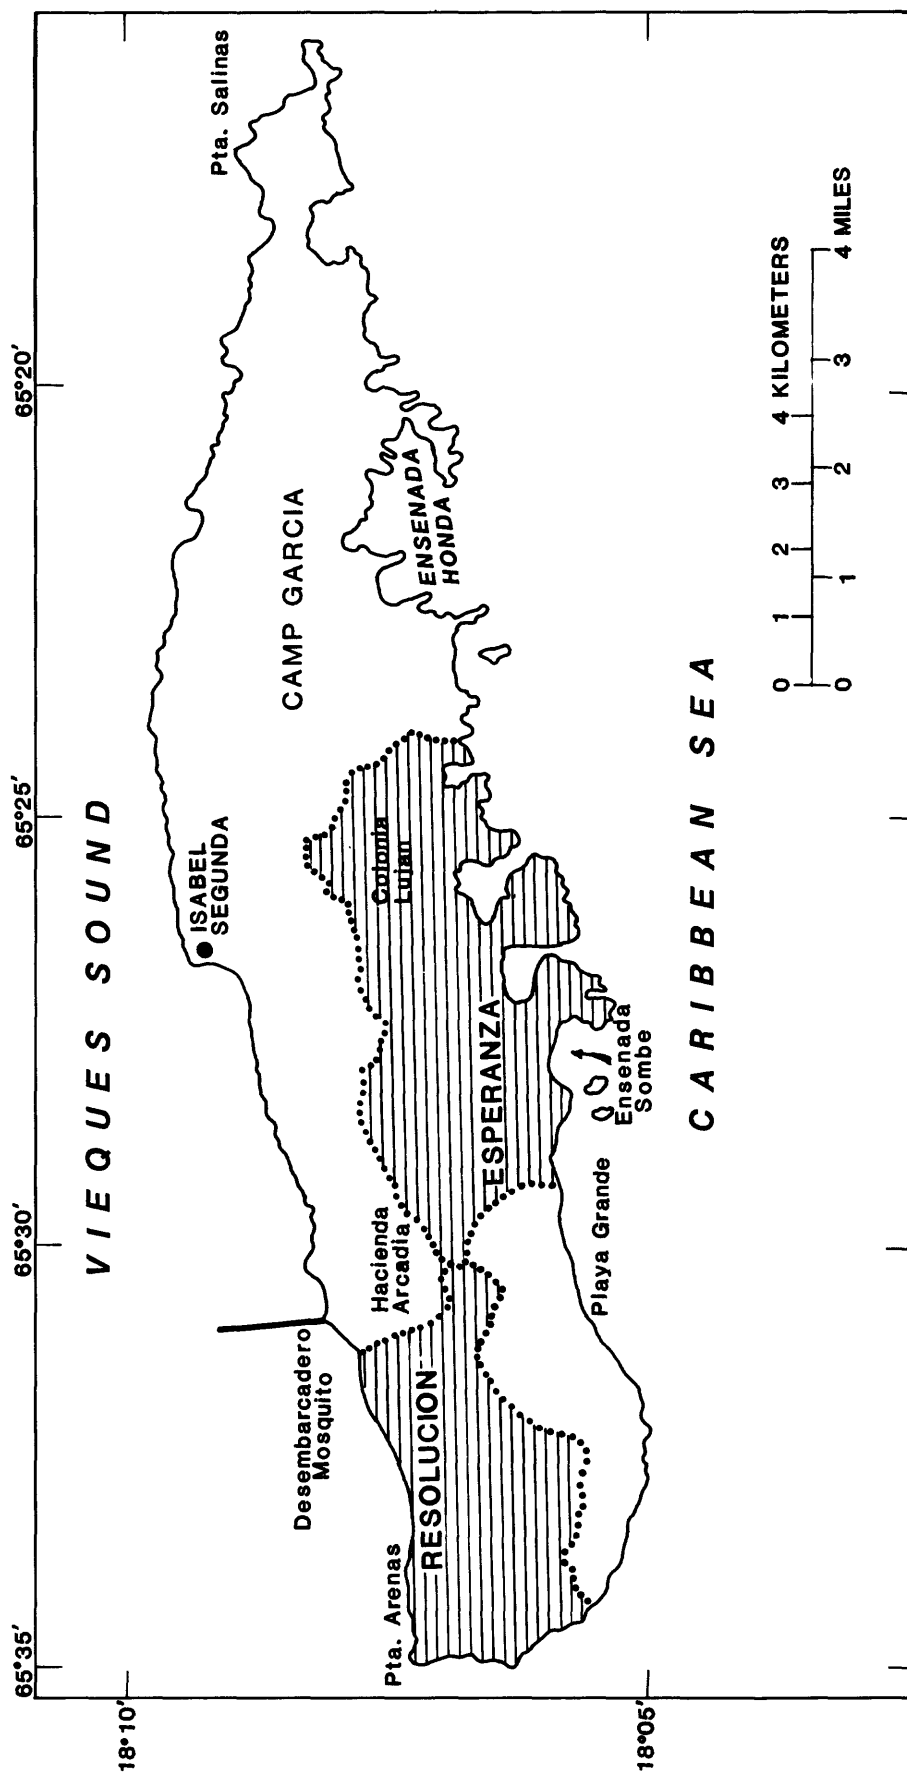 65°35′
65°30′
65°25′
65°20′
18°10′
VIEQUES SOUND
Pta. Salinas
ISABEL
SEGUNDA
CAMP GARCIA
Desembarcadero
Mosquito
Hacienda
Arcadia
Colonia
Lujan
Pta. Arenas
RESOLUCION
ESPERANZA
ENSENADA
HONDA
Playa Grande
Ensenada
Sombe
18°05′
CARIBBEAN SEA
0 1 2 3 4 KILOMETERS
0 1 2 3 4 MILES